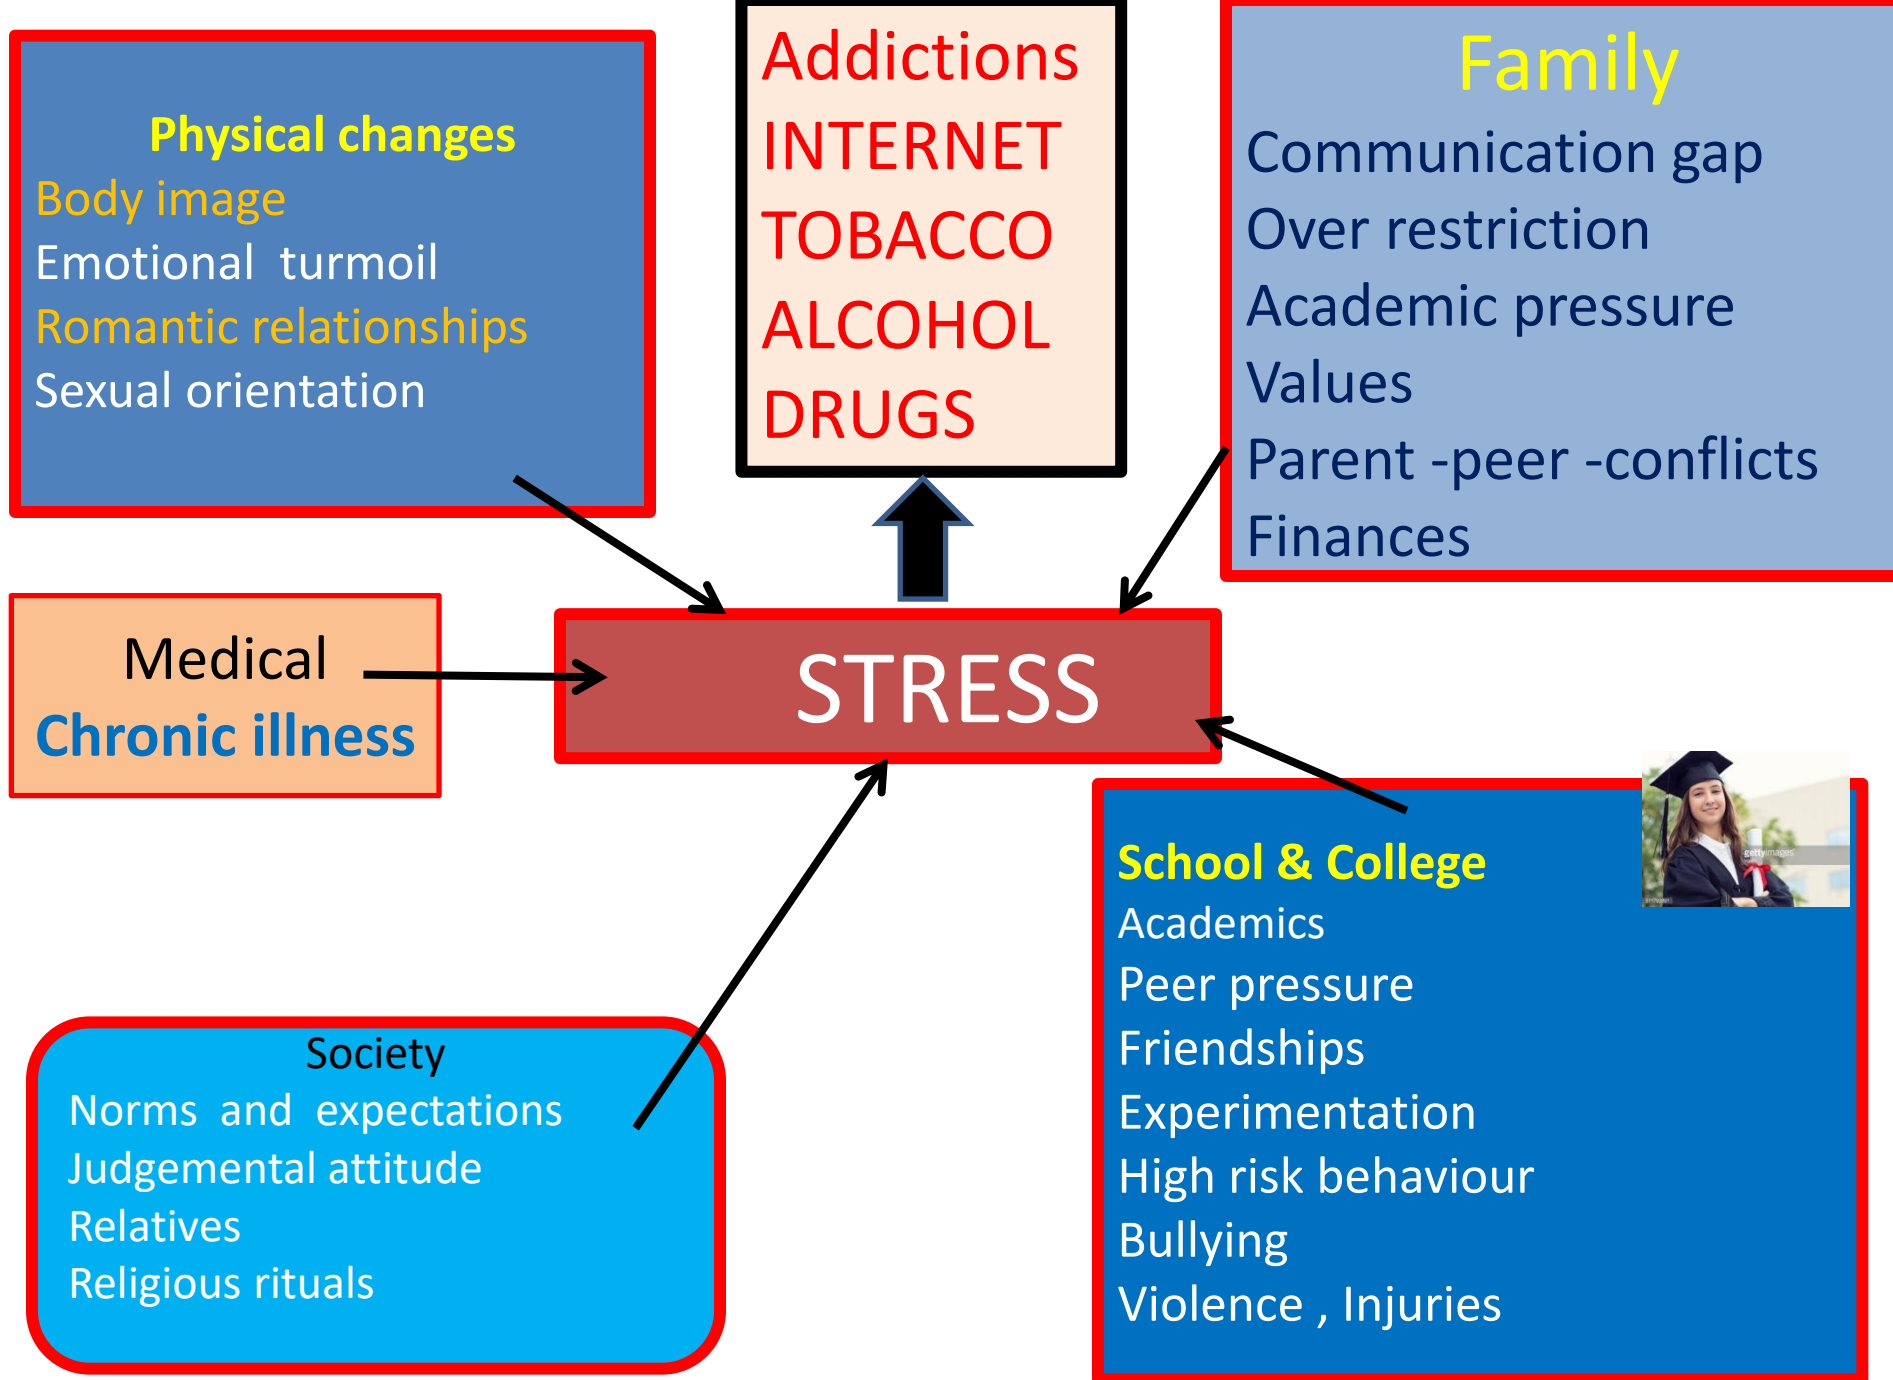 Physical changes
Body image
Emotional turmoil
Romantic relationships
Sexual orientation
Addictions
INTERNET
TOBACCO
ALCOHOL
DRUGS
Family
Communication gap
Over restriction
Academic pressure
Values
Parent -peer -conflicts
Finances
Medical
Chronic illness
STRESS
Society
Norms and expectations
Judgemental attitude
Relatives
Religious rituals
School & College
Academics
Peer pressure
Friendships
Experimentation
High risk behaviour
Bullying
Violence , Injuries
gettyimages